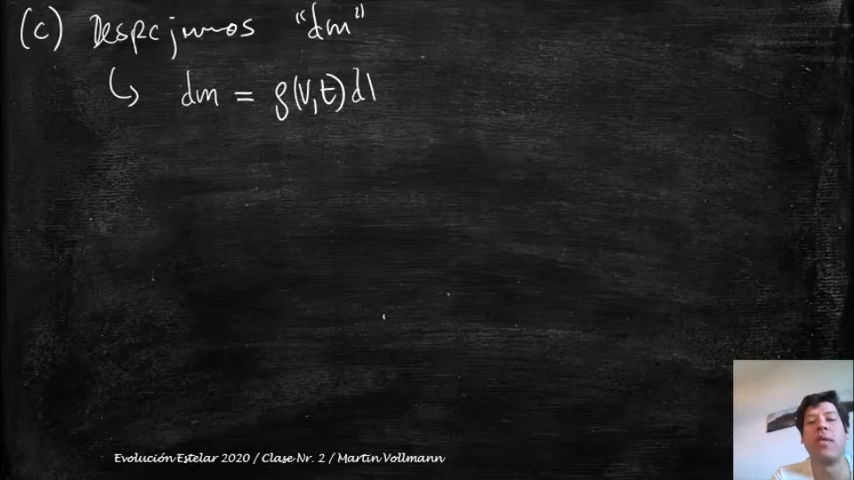 (c) Despejamos "dm"
↳ dm = ρ(V,t)dl
Evolución Estelar 2020 / Clase Nr. 2 / Martin Vollmann